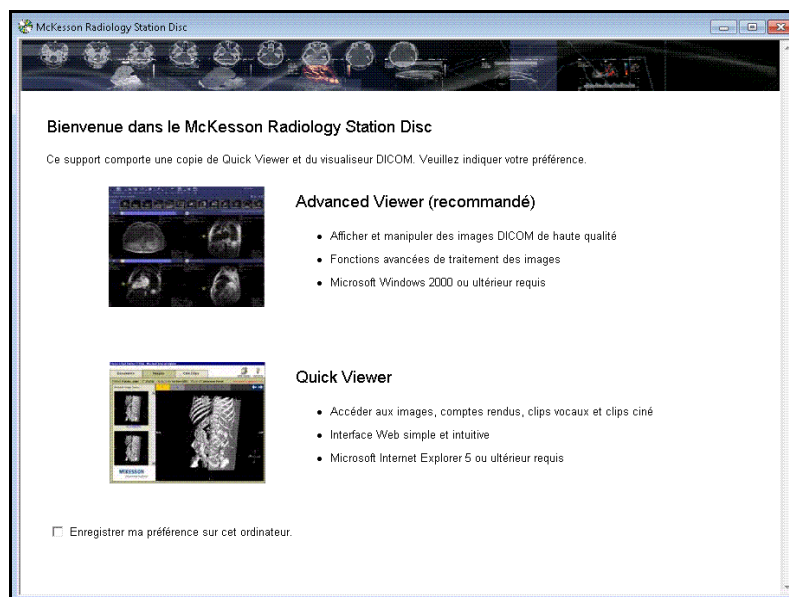 McKesson Radiology Station Disc
Bienvenue dans le McKesson Radiology Station Disc
Ce support comporte une copie de Quick Viewer et du visualiseur DICOM. Veuillez indiquer votre préférence.
Advanced Viewer (recommandé)
• Afficher et manipuler des images DICOM de haute qualité
• Fonctions avancées de traitement des images
• Microsoft Windows 2000 ou ultérieur requis
Quick Viewer
• Accéder aux images, comptes rendus, clips vocaux et clips ciné
• Interface Web simple et intuitive
• Microsoft Internet Explorer 5 ou ultérieur requis
MCKESSON
Enregistrer ma préférence sur cet ordinateur.